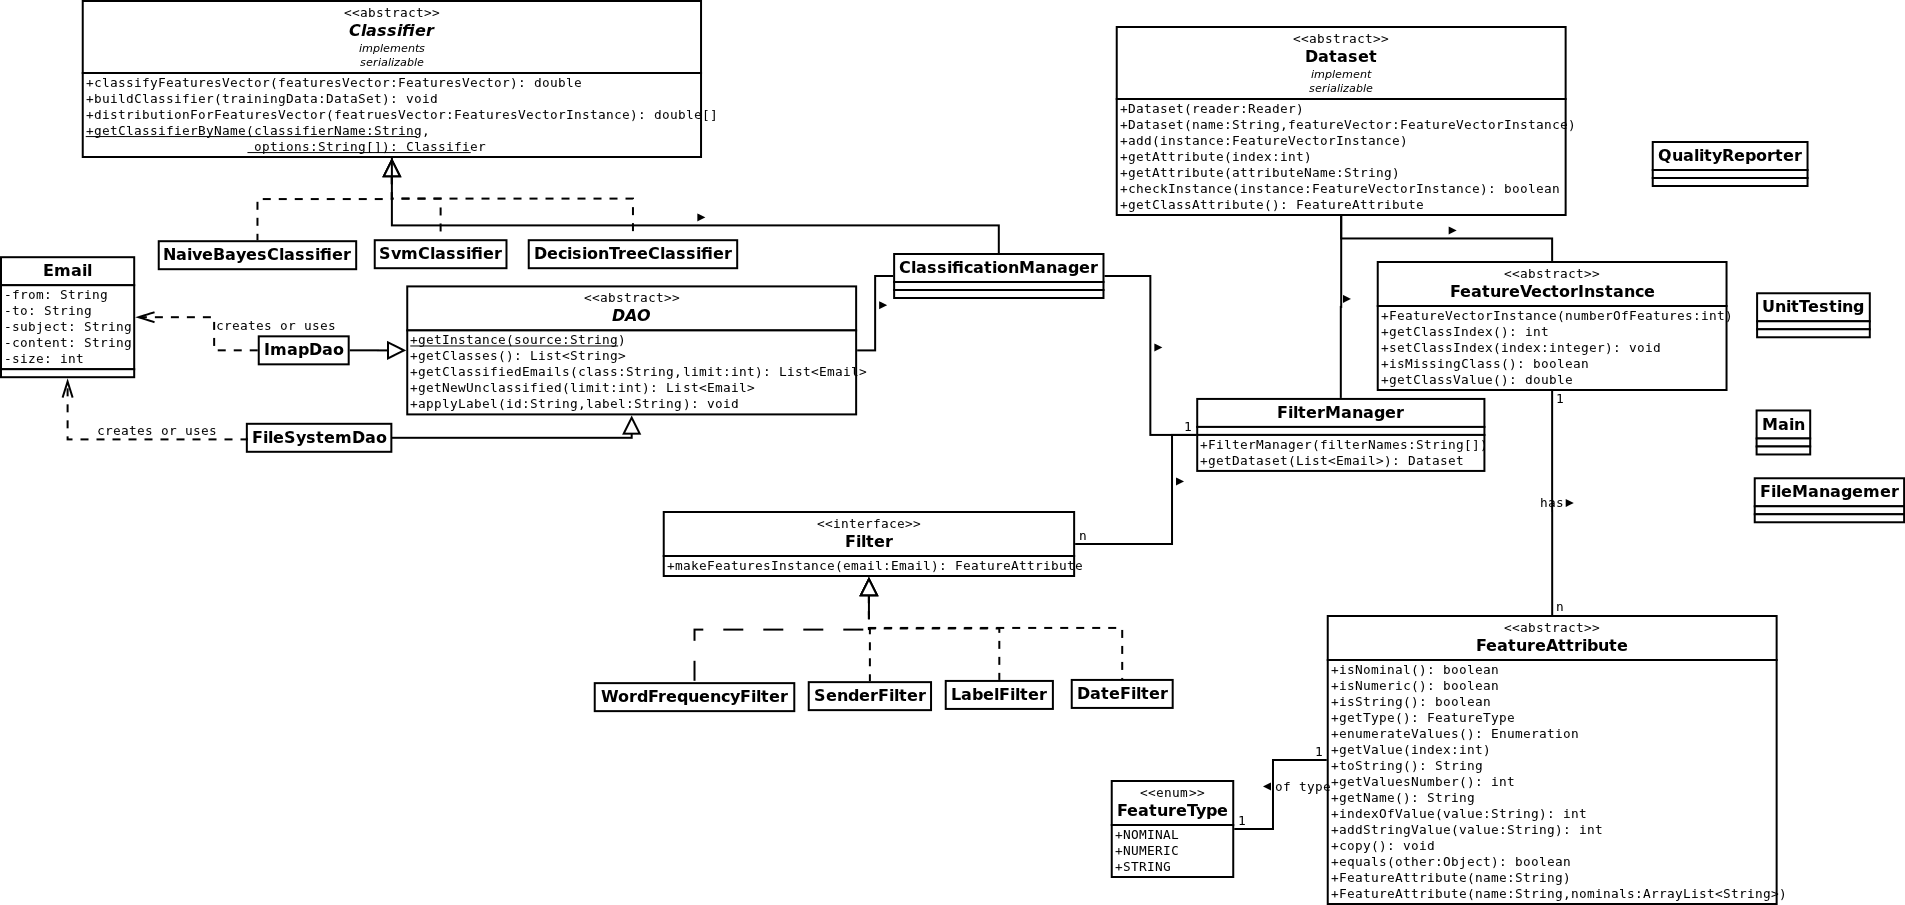 <<abstract>>
Classifier
implements
serializable
+classifyFeaturesVector(featuresVector:FeaturesVector): double
+buildClassifier(trainingData:DataSet): void
+distributionForFeaturesVector(featruesVector:FeaturesVectorInstance): double[]
+getClassifierByName(classifierName:String,
options:String[]): Classifier
<<abstract>>
Dataset
implement
serializable
+Dataset(reader:Reader)
+Dataset(name:String,featureVector:FeatureVectorInstance)
+add(instance:FeatureVectorInstance)
+getAttribute(index:int)
+getAttribute(attributeName:String)
+checkInstance(instance:FeatureVectorInstance): boolean
+getClassAttribute(): FeatureAttribute
QualityReporter
NaiveBayesClassifier
SvmClassifier
DecisionTreeClassifier
ClassificationManager
Email
-from: String
-to: String
-subject: String
-content: String
-size: int
creates or uses
ImapDao
creates or uses
FileSystemDao
<<abstract>>
DAO
+getInstance(source:String)
+getClasses(): List<String>
+getClassifiedEmails(class:String,limit:int): List<Email>
+getNewUnclassified(limit:int): List<Email>
+applyLabel(id:String,label:String): void
<<abstract>>
FeatureVectorInstance
+FeatureVectorInstance(numberOfFeatures:int)
+getClassIndex(): int
+setClassIndex(index:integer): void
+isMissingClass(): boolean
+getClassValue(): double
1
UnitTesting
Main
FileManagemer
1
FilterManager
+FilterManager(filterNames:String[])
+getDataset(List<Email>): Dataset
has
n
<<interface>>
Filter
+makeFeaturesInstance(email:Email): FeatureAttribute
n
WordFrequencyFilter
SenderFilter
LabelFilter
DateFilter
<<abstract>>
FeatureAttribute
+isNominal(): boolean
+isNumeric(): boolean
+isString(): boolean
+getType(): FeatureType
+enumerateValues(): Enumeration
+getValue(index:int)
+toString(): String
+getValuesNumber(): int
+getName(): String
+indexOfValue(value:String): int
+addStringValue(value:String): int
+copy(): void
+equals(other:Object): boolean
+FeatureAttribute(name:String)
+FeatureAttribute(name:String,nominals:ArrayList<String>)
1
of type
1
<<enum>>
FeatureType
+NOMINAL
+NUMERIC
+STRING